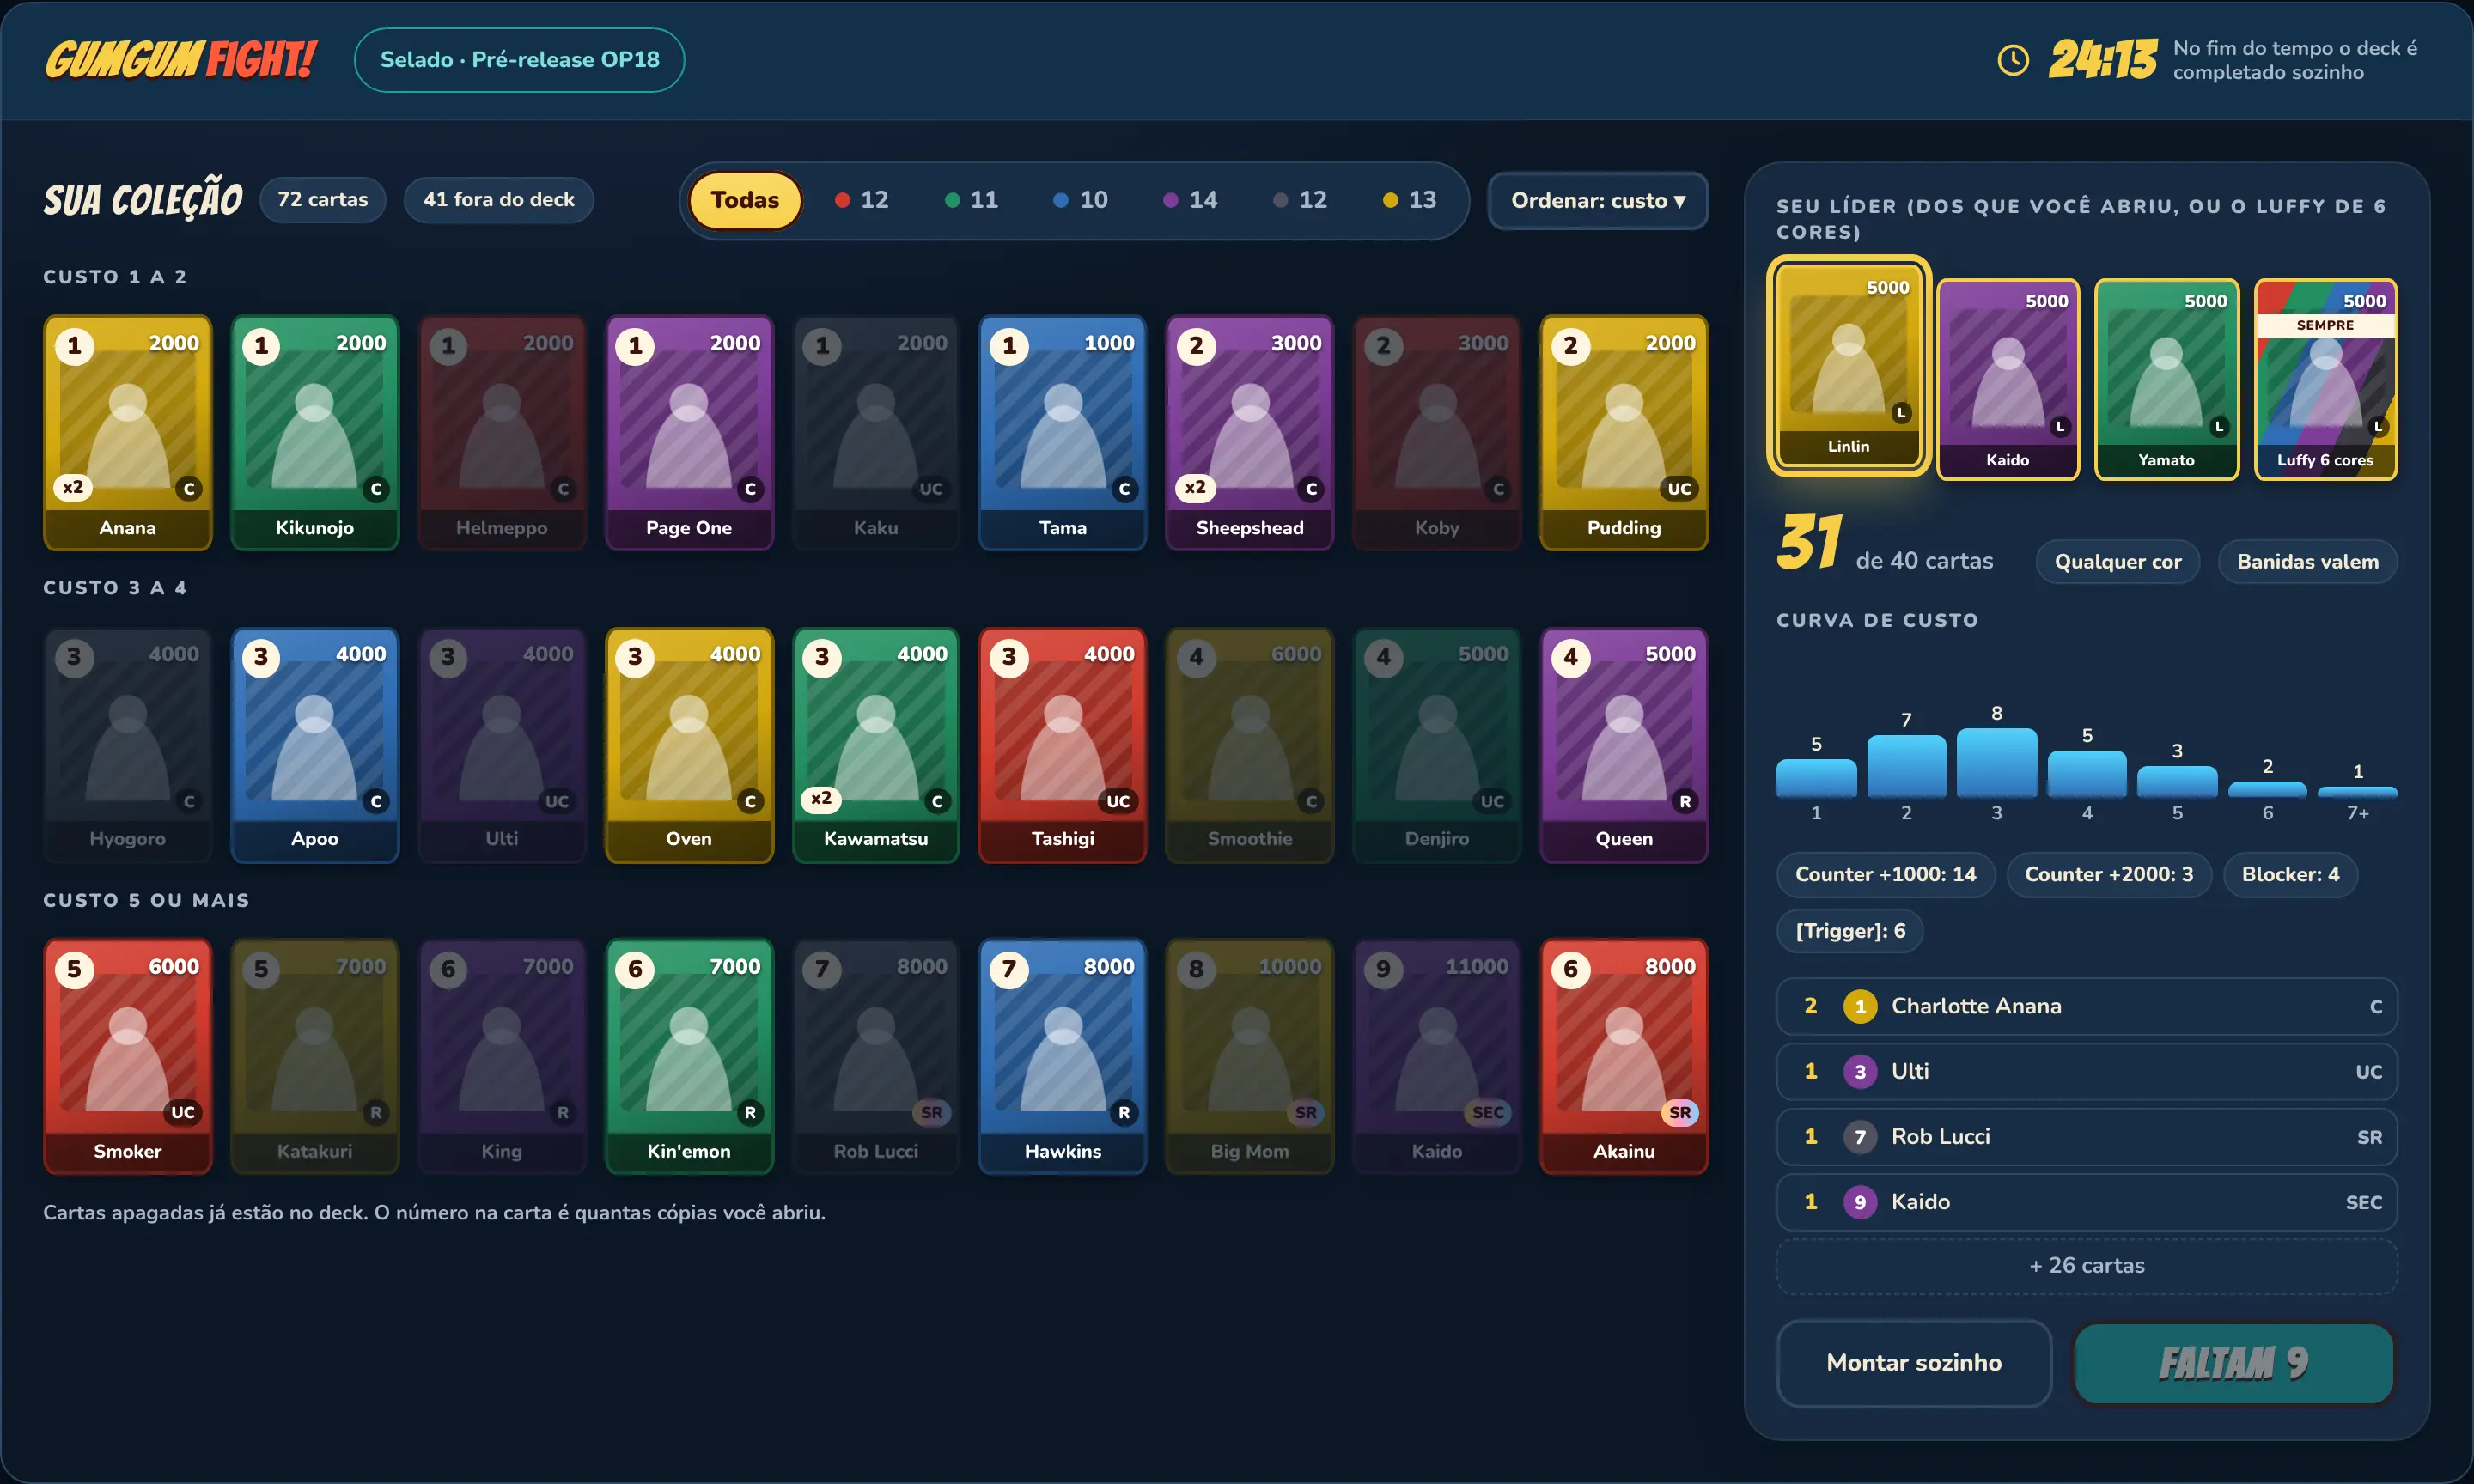 GUMGUM FIGHT!
Selado · Pré-release OP18
24:13
No fim do tempo o deck é
completado sozinho
SUA COLEÇÃO
72 cartas
41 fora do deck
Todas
12
11
10
14
12
13
Ordenar: custo ▾
CUSTO 1 A 2
1 2000 x2 C Anana
1 2000 C Kikunojo
1 2000 C Helmeppo
1 2000 C Page One
1 2000 UC Kaku
1 1000 C Tama
2 3000 x2 C Sheepshead
2 3000 C Koby
2 2000 UC Pudding
CUSTO 3 A 4
3 4000 C Hyogoro
3 4000 C Apoo
3 4000 UC Ulti
3 4000 C Oven
3 4000 x2 C Kawamatsu
3 4000 UC Tashigi
4 6000 C Smoothie
4 5000 UC Denjiro
4 5000 R Queen
CUSTO 5 OU MAIS
5 6000 UC Smoker
5 7000 R Katakuri
6 7000 R King
6 7000 R Kin'emon
7 8000 SR Rob Lucci
7 8000 R Hawkins
8 10000 SR Big Mom
9 11000 SEC Kaido
6 8000 SR Akainu
Cartas apagadas já estão no deck. O número na carta é quantas cópias você abriu.
SEU LÍDER (DOS QUE VOCÊ ABRIU, OU O LUFFY DE 6
CORES)
5000 L Linlin
5000 L Kaido
5000 L Yamato
5000 SEMPRE L Luffy 6 cores
31 de 40 cartas
Qualquer cor
Banidas valem
CURVA DE CUSTO
5 7 8 5 3 2 1
1 2 3 4 5 6 7+
Counter +1000: 14
Counter +2000: 3
Blocker: 4
[Trigger]: 6
2 1 Charlotte Anana C
1 3 Ulti UC
1 7 Rob Lucci SR
1 9 Kaido SEC
+ 26 cartas
Montar sozinho
FALTAM 9